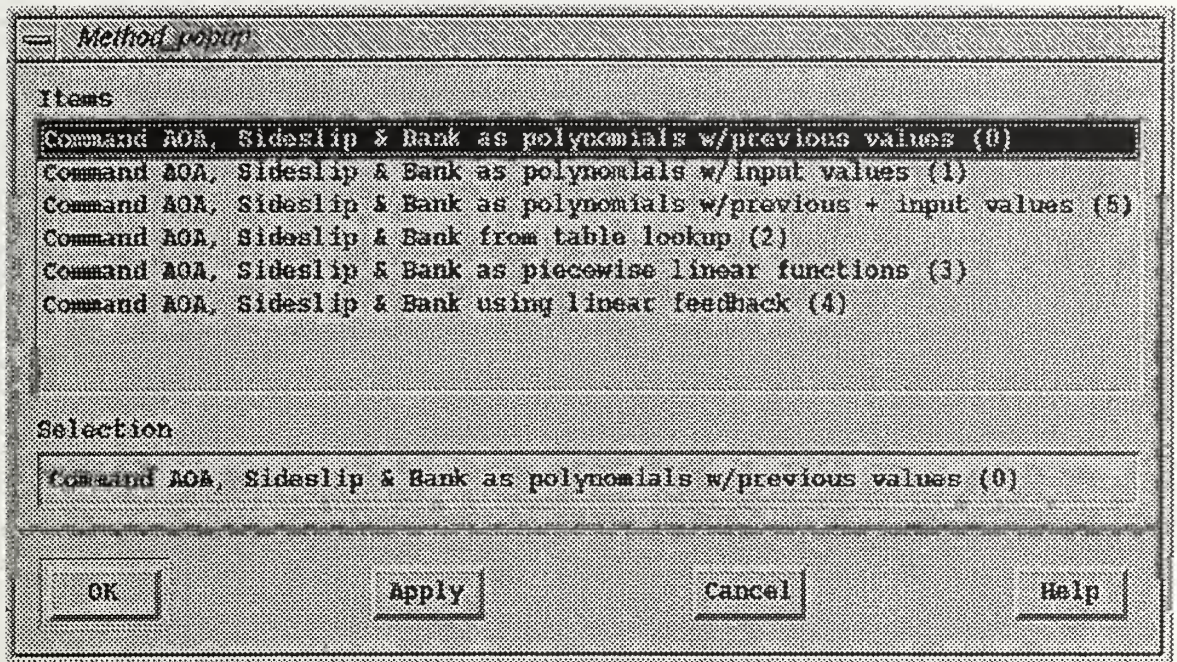 Method_popup
Items
Command AOA, Sideslip & Bank as polynomials w/previous values (0)
Command AOA, Sideslip & Bank as polynomials w/input values (1)
Command AOA, Sideslip & Bank as polynomials w/previous + input values (5)
Command AOA, Sideslip & Bank from table lookup (2)
Command AOA, Sideslip & Bank as piecewise linear functions (3)
Command AOA, Sideslip & Bank using linear feedback (4)
Selection
Command AOA, Sideslip & Bank as polynomials w/previous values (0)
OK Apply Cancel Help